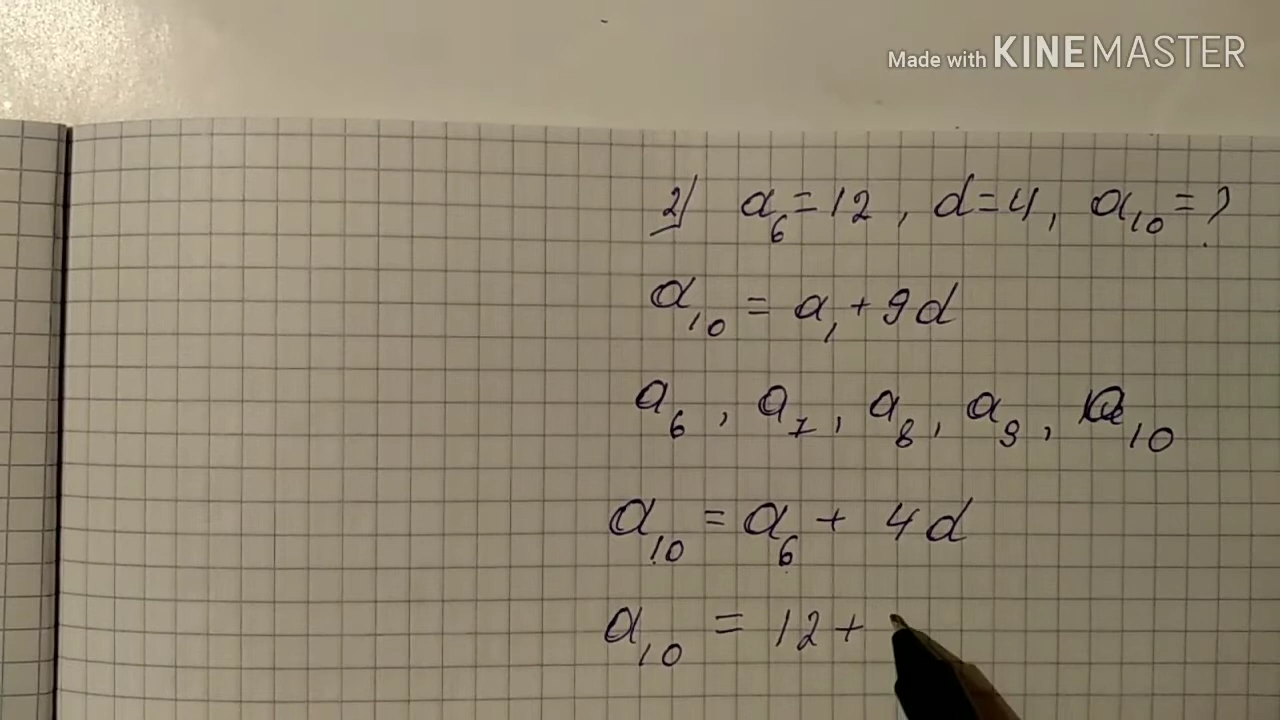 Made with KINEMASTER
2) a₆ = 12 , d = 4 , a₁₀ = ?
a₁₀ = a₁ + 9d
a₆ , a₇ , a₈ , a₉ , a₁₀
a₁₀ = a₆ + 4d
a₁₀ = 12 +